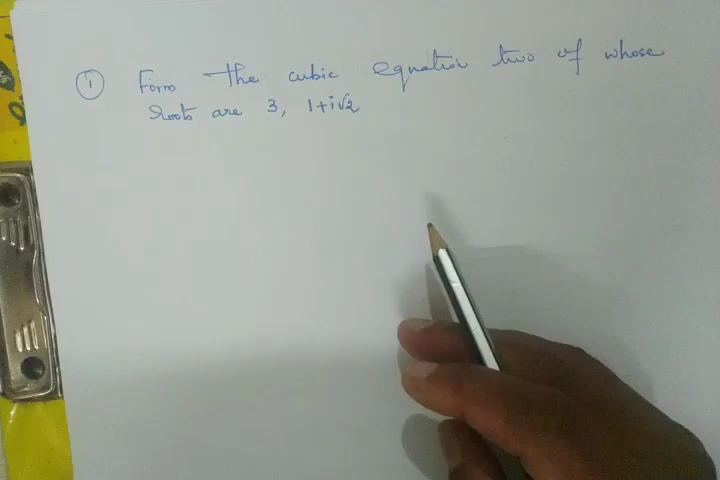 ① Form the cubic equation two of whose
roots are 3, 1+i√2